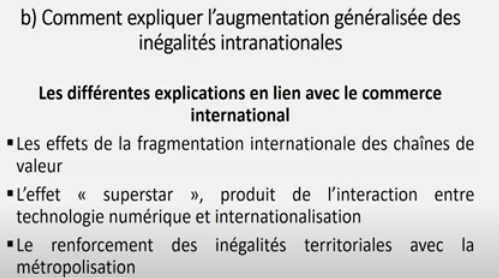 b) Comment expliquer l'augmentation généralisée des
inégalités intranationales
Les différentes explications en lien avec le commerce
international
▪Les effets de la fragmentation internationale des chaînes de
valeur
▪L'effet « superstar », produit de l'interaction entre
technologie numérique et internationalisation
▪Le renforcement des inégalités territoriales avec la
métropolisation